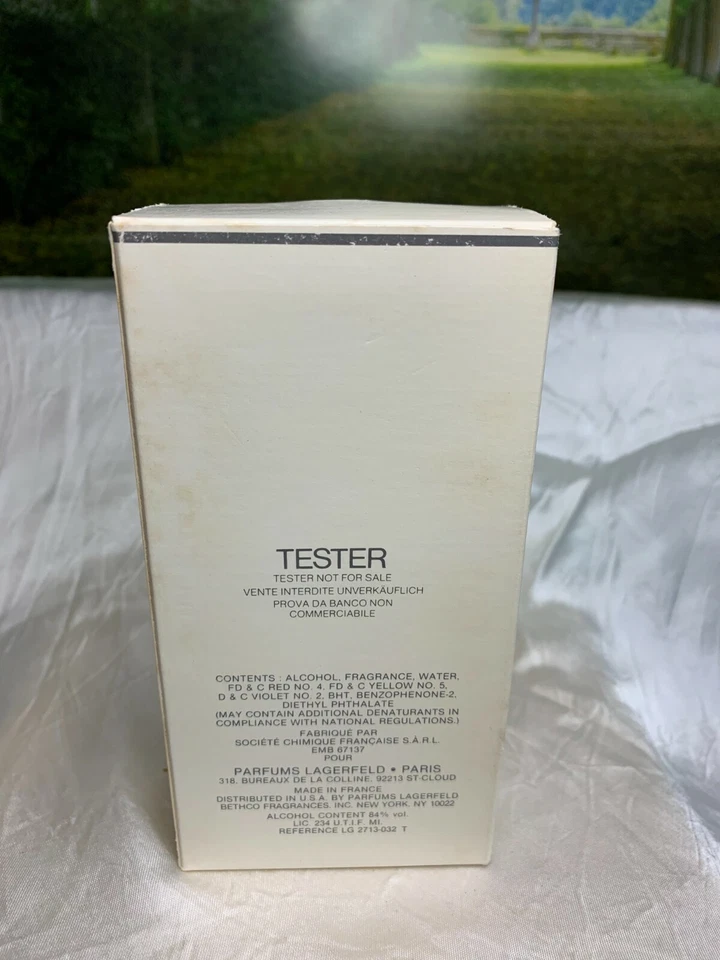 TESTER
TESTER NOT FOR SALE
VENTE INTERDITE UNVERKÄUFLICH
PROVA DA BANCO NON
COMMERCIABILE
CONTENTS : ALCOHOL, FRAGRANCE, WATER,
FD & C RED NO. 4, FD & C YELLOW NO. 5,
D & C VIOLET NO. 2. BHT, BENZOPHENONE-2,
DIETHYL PHTHALATE
(MAY CONTAIN ADDITIONAL DENATURANTS IN
COMPLIANCE WITH NATIONAL REGULATIONS.)
FABRIQUÉ PAR
SOCIÉTÉ CHIMIQUE FRANÇAISE S.À.R.L.
EMB 67137
POUR
PARFUMS LAGERFELD • PARIS
318, BUREAUX DE LA COLLINE, 92213 ST-CLOUD
MADE IN FRANCE
DISTRIBUTED IN U.S.A. BY PARFUMS LAGERFELD
BETHCO FRAGRANCES, INC. NEW YORK, NY 10022
ALCOHOL CONTENT 84% vol.
LIC. 234 U.T.I.F. MI.
REFERENCE LG 2713-032 T